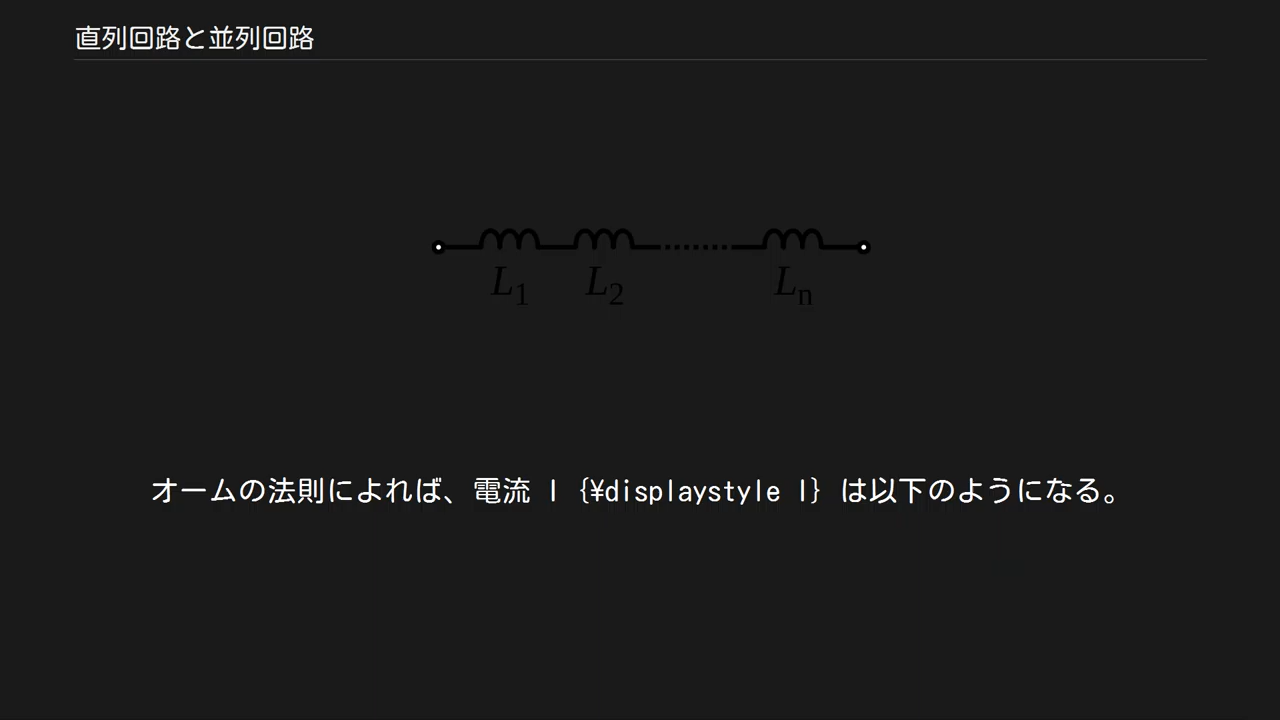 直列回路と並列回路
L1 L2 Ln
オームの法則によれば、電流 I {¥displaystyle I} は以下のようになる。